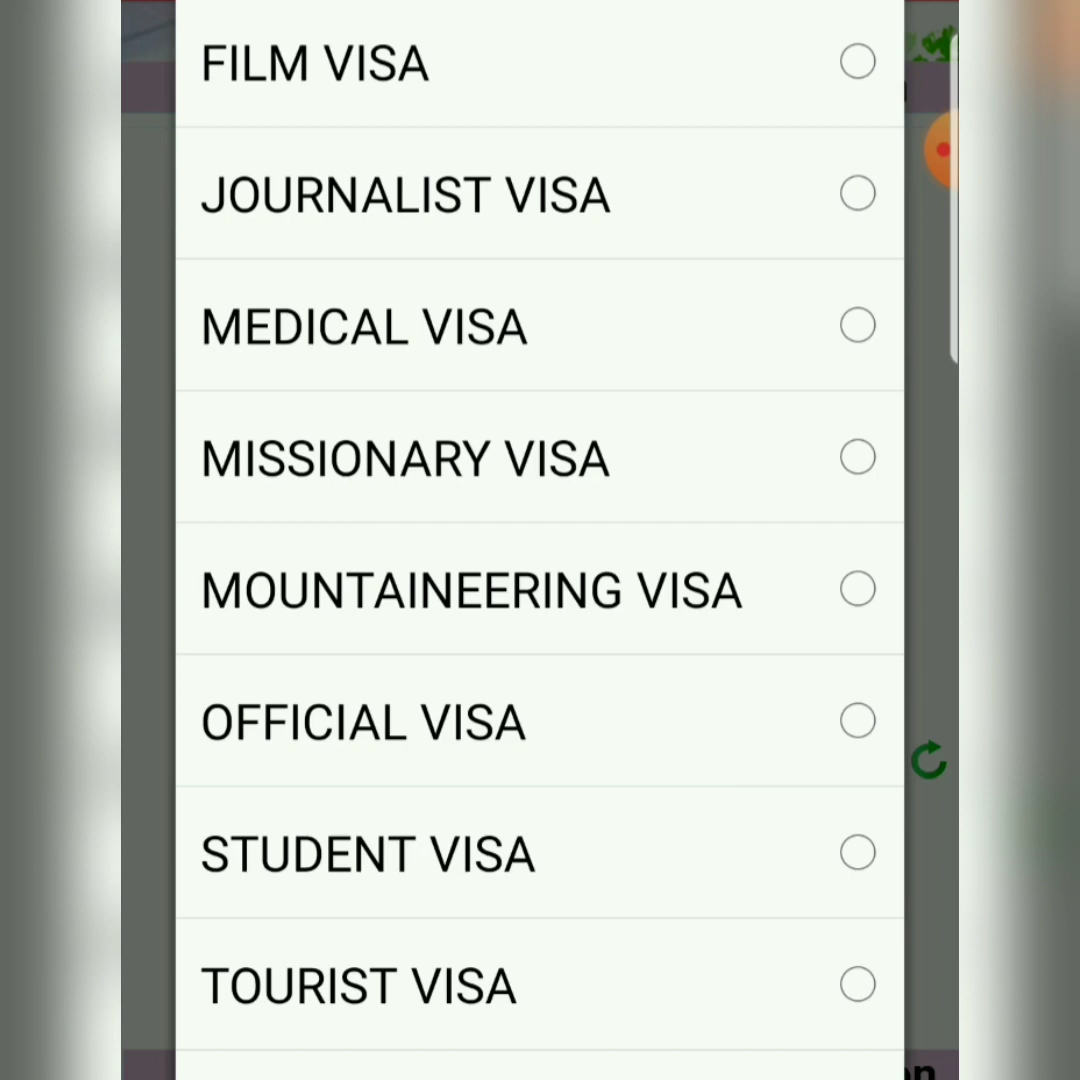 FILM VISA
JOURNALIST VISA
MEDICAL VISA
MISSIONARY VISA
MOUNTAINEERING VISA
OFFICIAL VISA
STUDENT VISA
TOURIST VISA